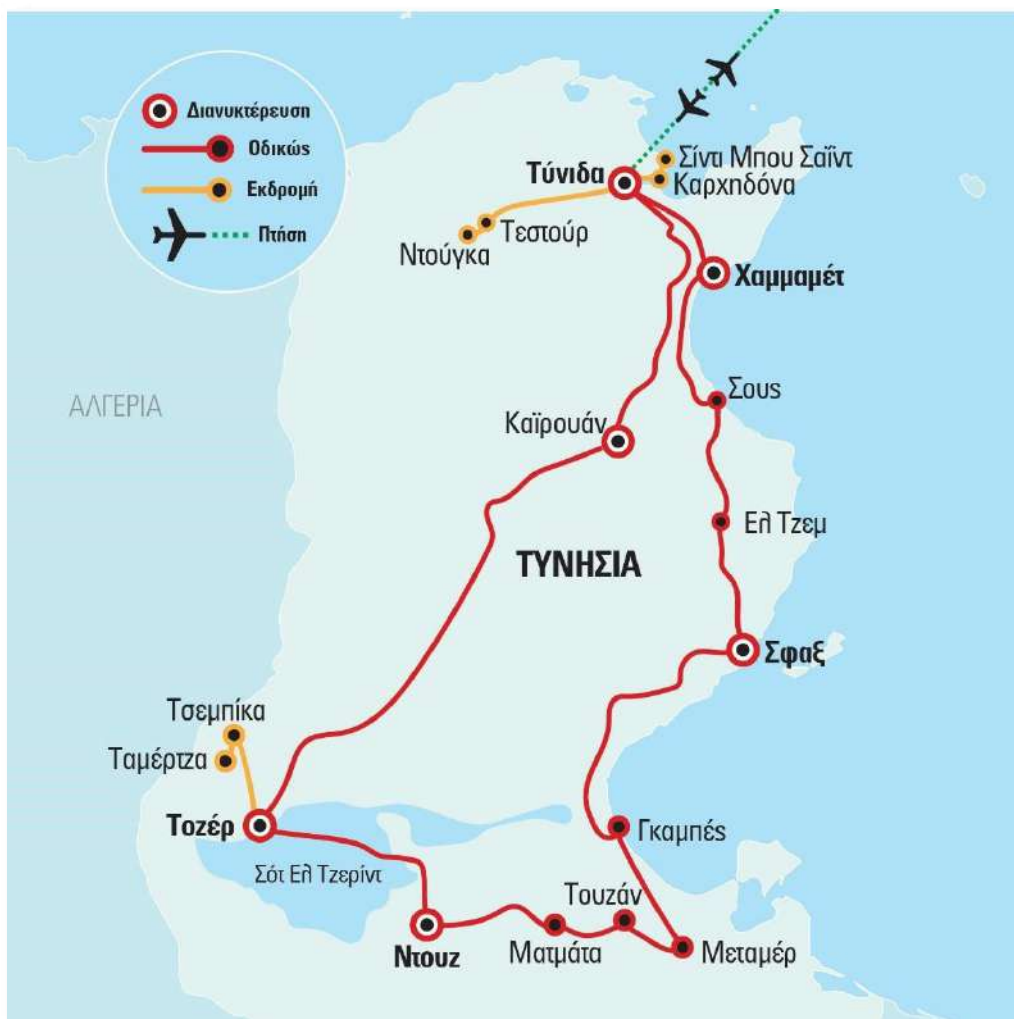 Διανυκτέρευση
Οδικώς
Εκδρομή
Πτήση
Σίντι Μπου Σαΐντ
Τύνιδα
Καρχηδόνα
Τεστούρ
Ντούγκα
Χαμμαμέτ
ΑΛΓΕΡΙΑ
Σους
Καϊρουάν
Ελ Τζεμ
ΤΥΝΗΣΙΑ
Σφαξ
Τσεμπίκα
Ταμέρτζα
Τοζέρ
Γκαμπές
Σότ Ελ Τζερίντ
Τουζάν
Ντουζ
Ματμάτα
Μεταμέρ